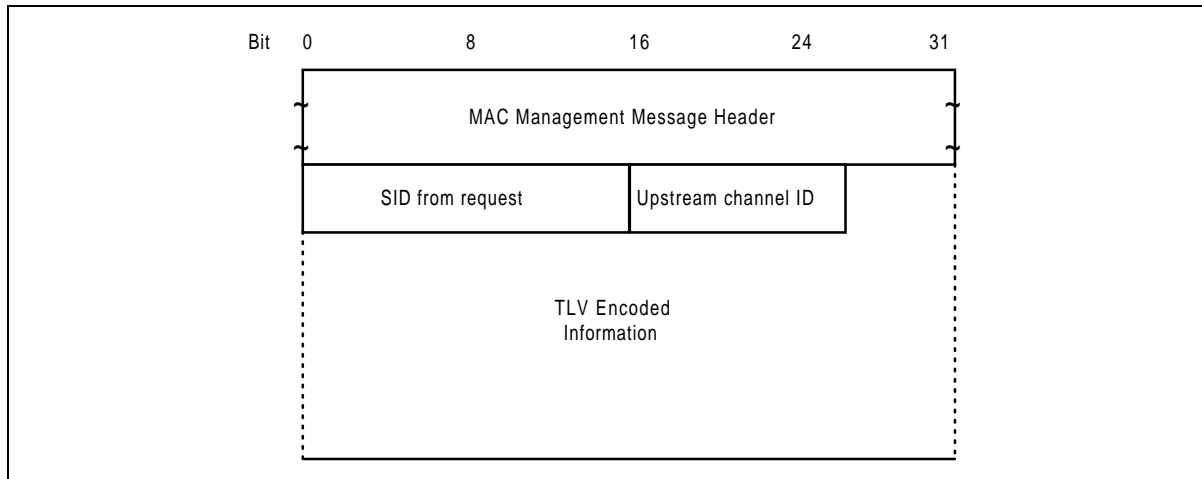 Bit 0 8 16 24 31
MAC Management Message Header
SID from request Upstream channel ID
TLV Encoded
Information